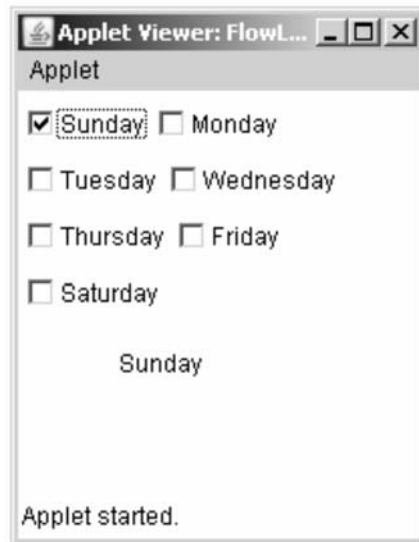 Applet Viewer: FlowL...
Applet
Sunday Monday
Tuesday Wednesday
Thursday Friday
Saturday
Sunday
Applet started.